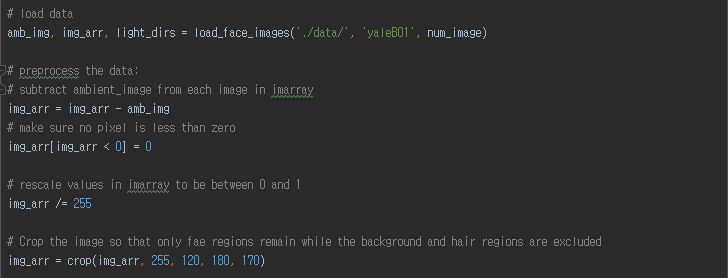 # load data
amb_img, img_arr, light_dirs = load_face_images('./data/', 'yaleB01', num_image)
# preprocess the data:
# subtract ambient_image from each image in imarray
img_arr = img_arr - amb_img
# make sure no pixel is less than zero
img_arr[img_arr < 0] = 0
# rescale values in imarray to be between 0 and 1
img_arr /= 255
# Crop the image so that only fae regions remain while the background and hair regions are excluded
img_arr = crop(img_arr, 255, 120, 180, 170)